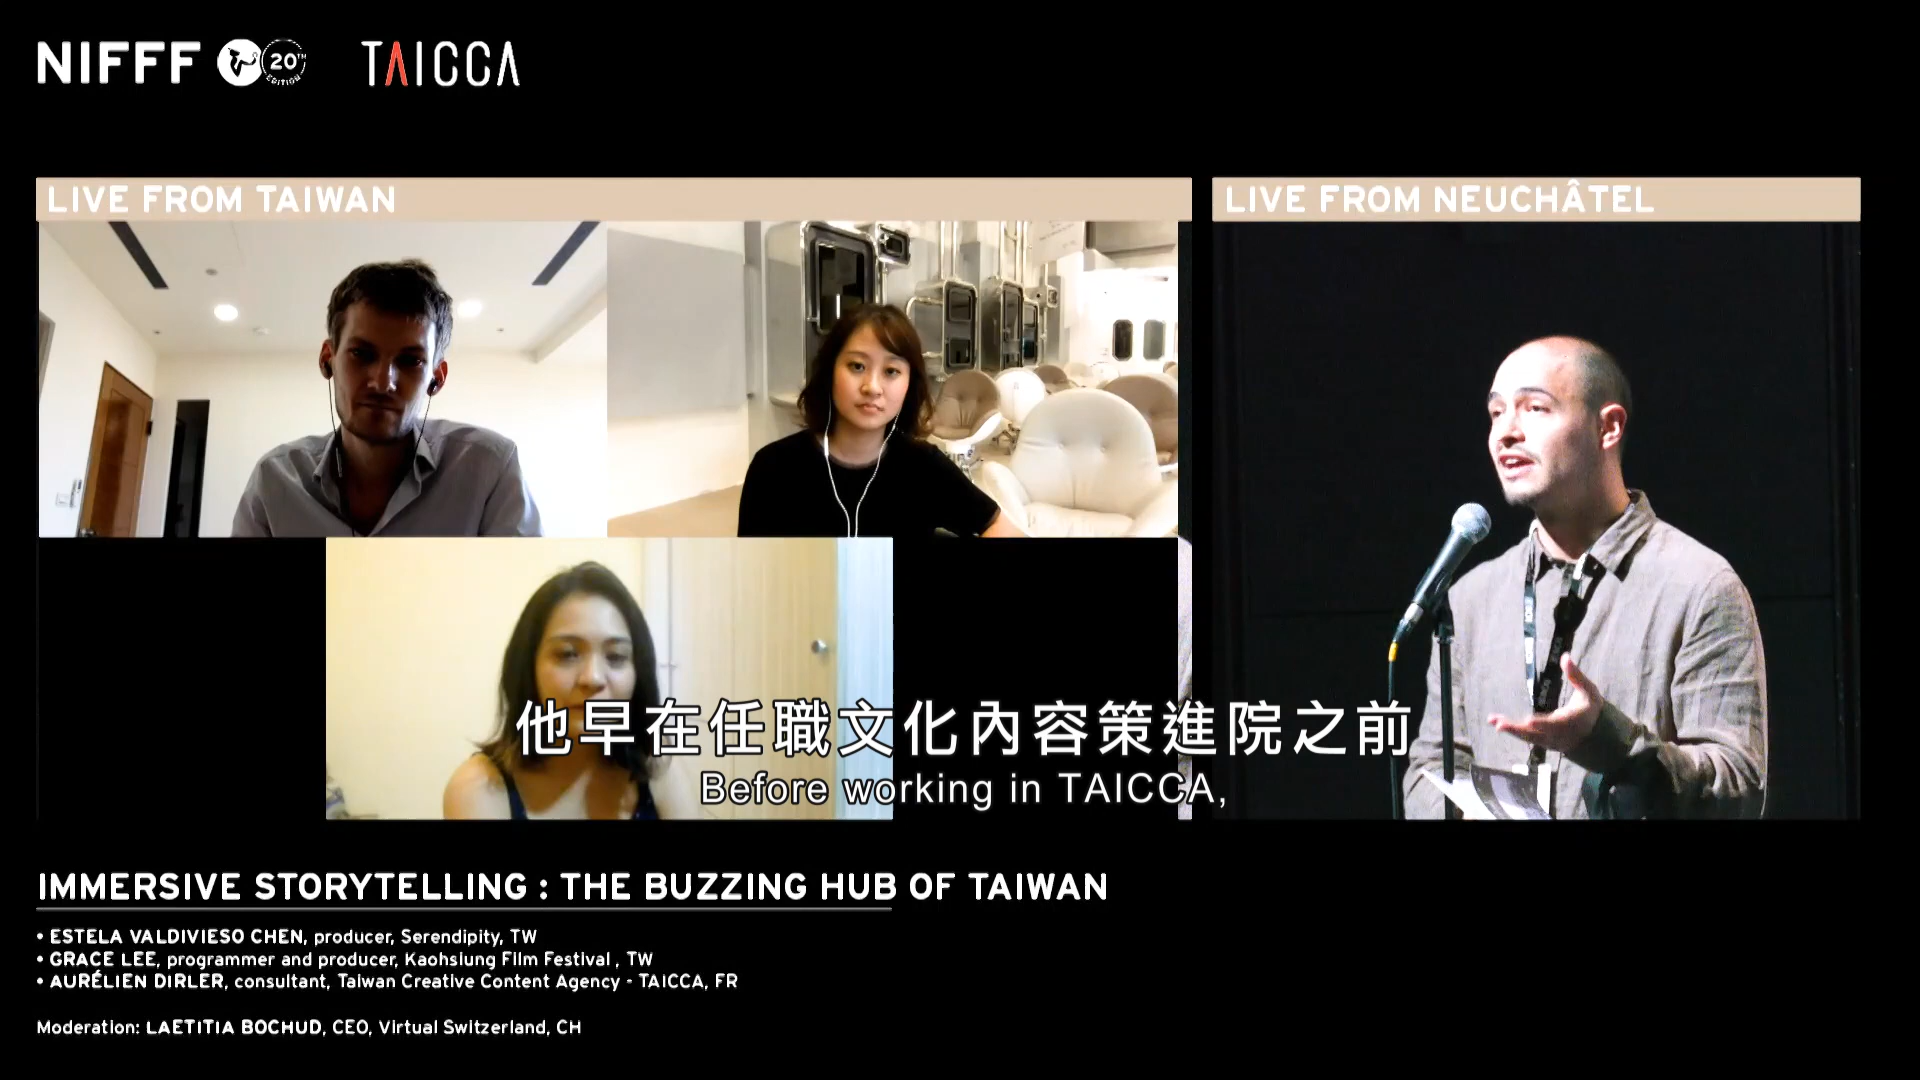 NIFFF 20TH EDITION TAICCA
LIVE FROM TAIWAN
LIVE FROM NEUCHÂTEL
他早在任職文化內容策進院之前
Before working in TAICCA,
IMMERSIVE STORYTELLING : THE BUZZING HUB OF TAIWAN
• ESTELA VALDIVIESO CHEN, producer, Serendipity, TW
• GRACE LEE, programmer and producer, Kaohsiung Film Festival , TW
• AURÉLIEN DIRLER, consultant, Taiwan Creative Content Agency - TAICCA, FR
Moderation: LAETITIA BOCHUD, CEO, Virtual Switzerland, CH